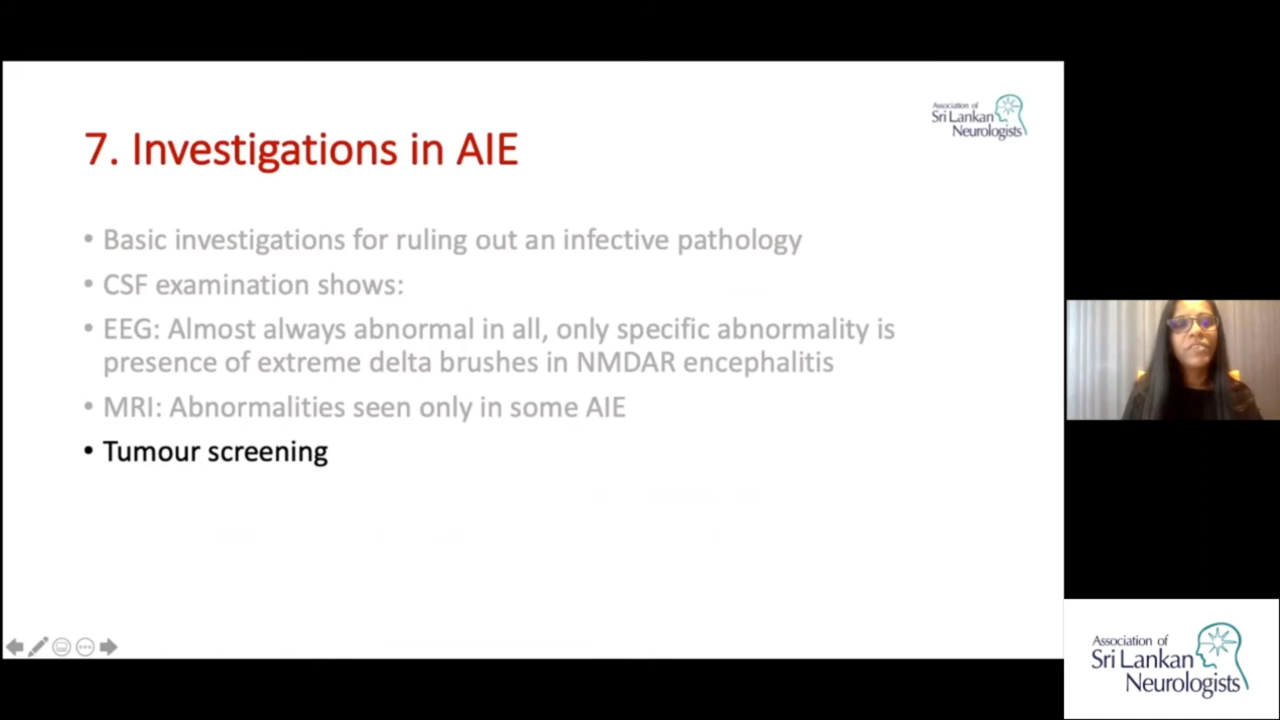 7. Investigations in AIE
Association of
Sri Lankan
Neurologists
• Basic investigations for ruling out an infective pathology
• CSF examination shows:
• EEG: Almost always abnormal in all, only specific abnormality is
presence of extreme delta brushes in NMDAR encephalitis
• MRI: Abnormalities seen only in some AIE
• Tumour screening
Association of
Sri Lankan
Neurologists